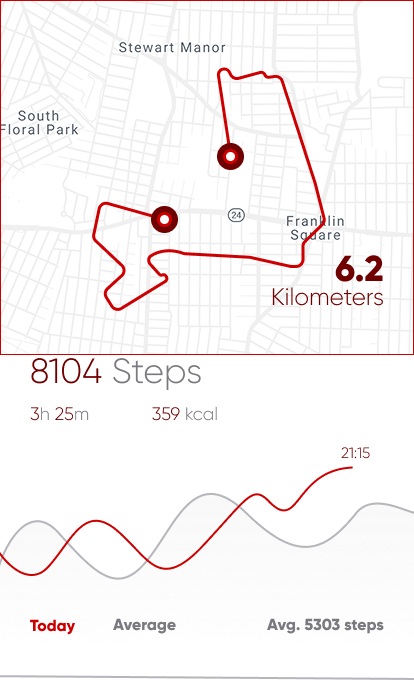 Stewart Manor
South
Floral Park
24
Franklin
Square
6.2
Kilometers
8104 Steps
3h 25m 359 kcal
21:15
Today Average Avg. 5303 steps